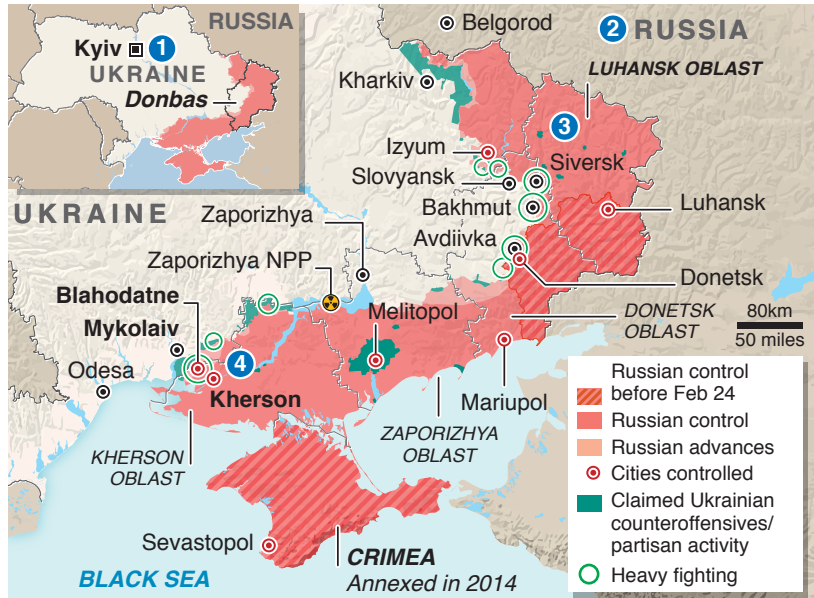 RUSSIA
Kyiv
1
UKRAINE
Donbas
Belgorod
2 RUSSIA
LUHANSK OBLAST
Kharkiv
3
Izyum
Siversk
Slovyansk
UKRAINE
Bakhmut
Luhansk
Zaporizhya
Avdiivka
Zaporizhya NPP
Donetsk
Blahodatne
Melitopol
DONETSK
OBLAST
80km
50 miles
Mykolaiv
4
Odesa
Kherson
Mariupol
ZAPORIZHYA
OBLAST
KHERSON
OBLAST
Sevastopol
CRIMEA
Annexed in 2014
BLACK SEA
Russian control
before Feb 24
Russian control
Russian advances
Cities controlled
Claimed Ukrainian
counteroffensives/
partisan activity
Heavy fighting